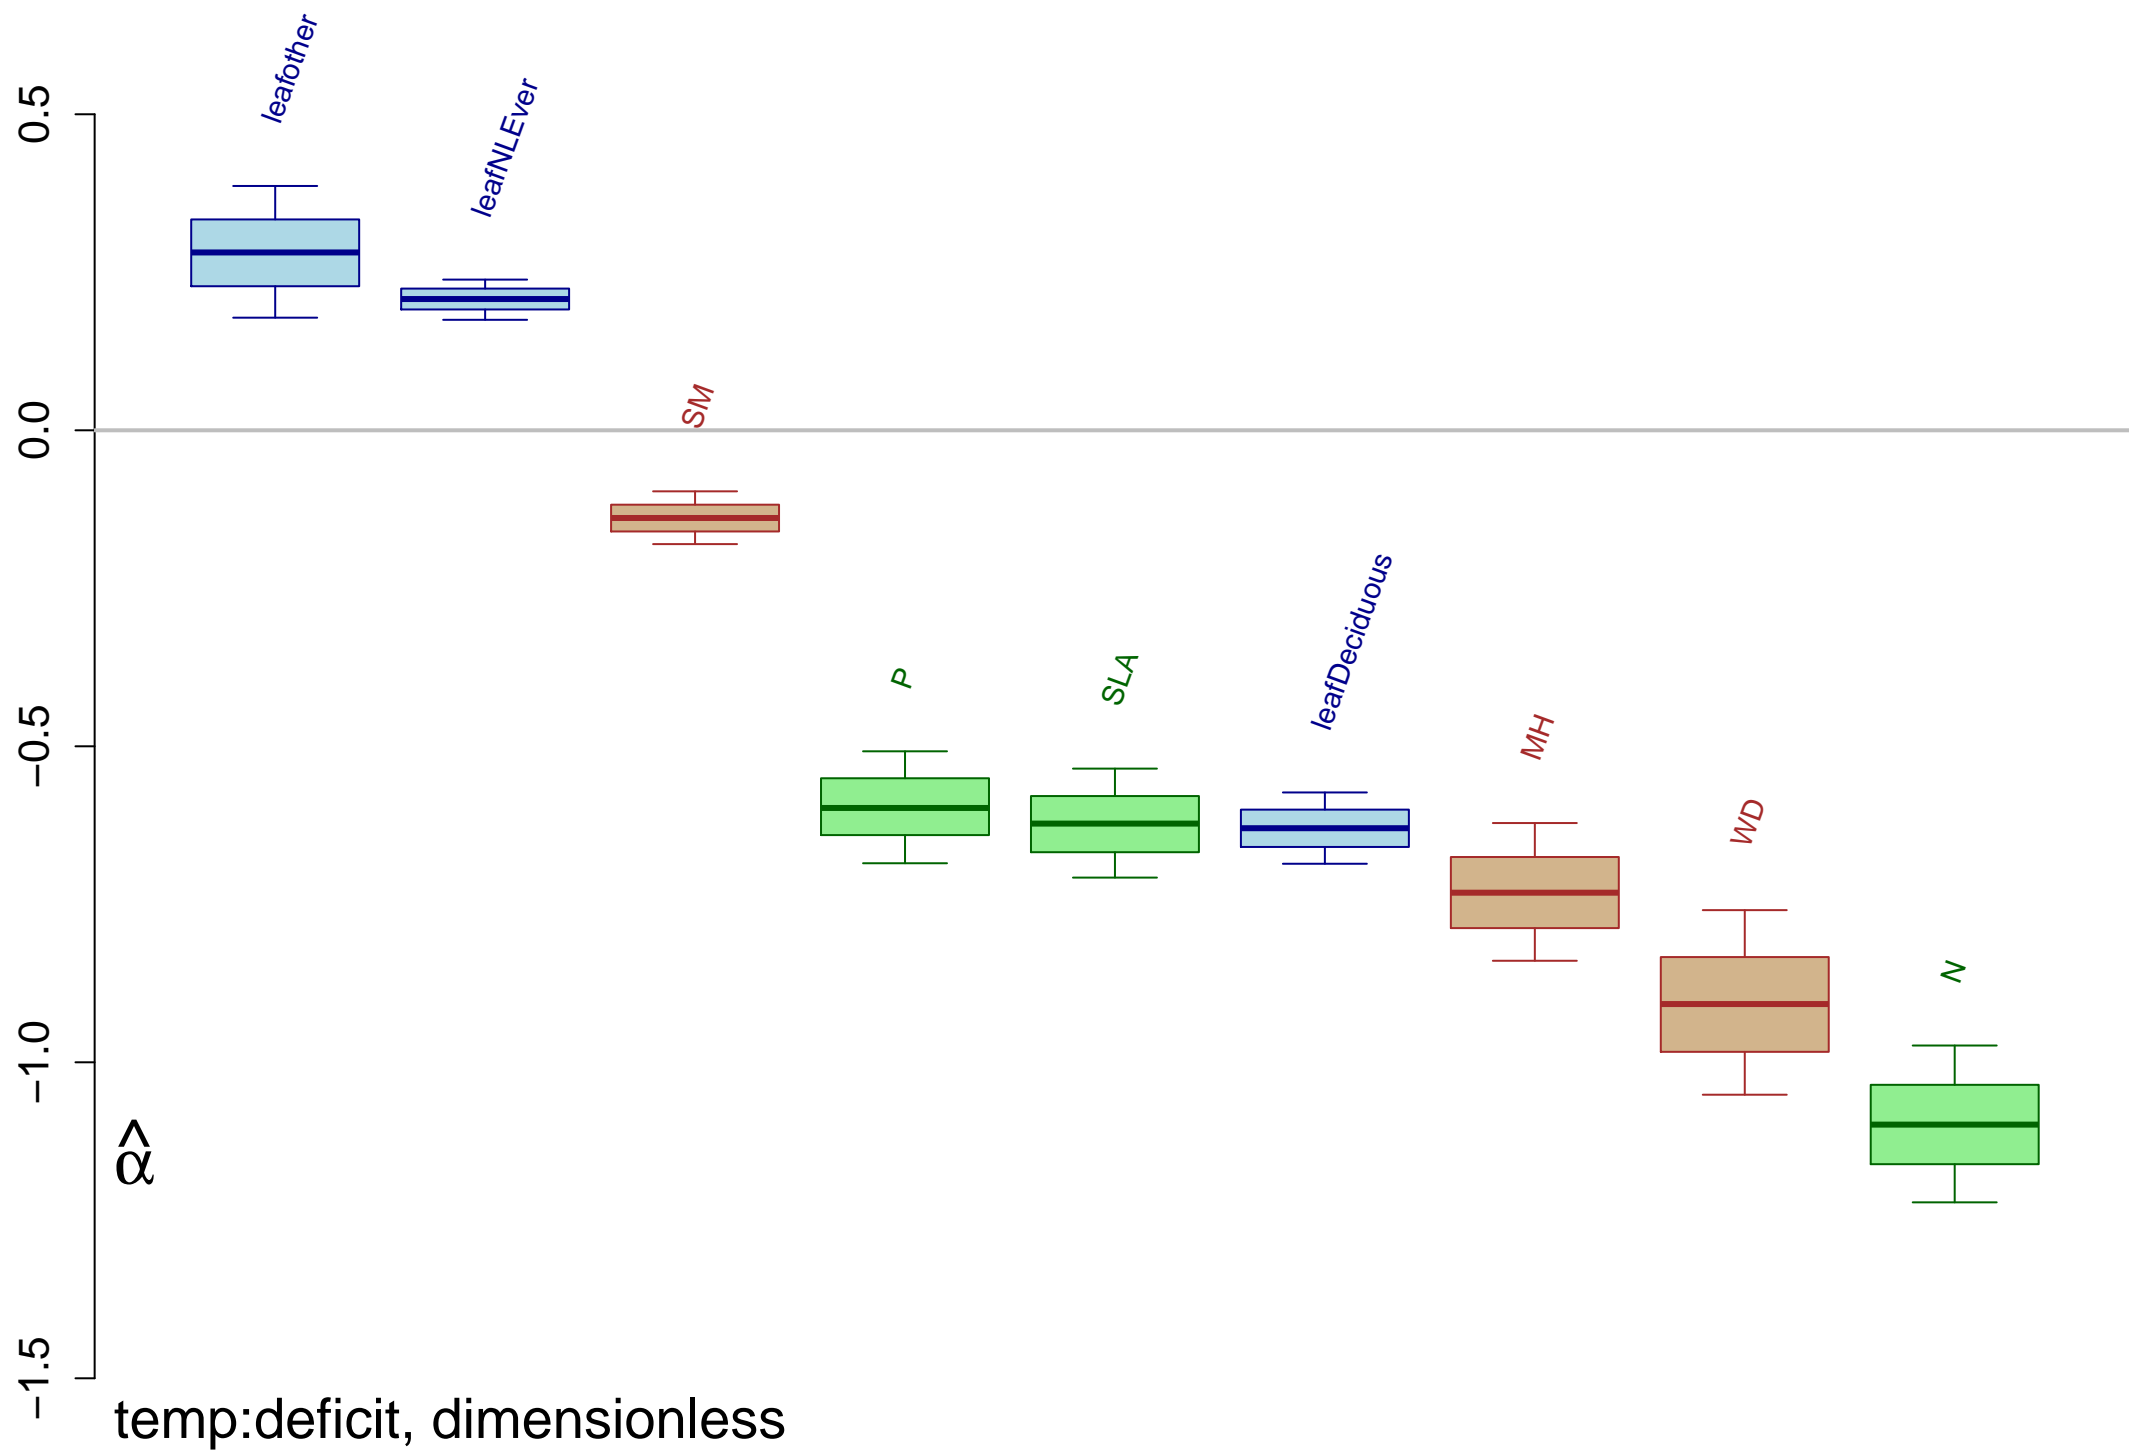 leafother
leafNLEver
SM
P
SLA
leafDeciduous
MH
WD
N
0.5
0.0
−0.5
−1.0
−1.5
α̂
temp:deficit, dimensionless